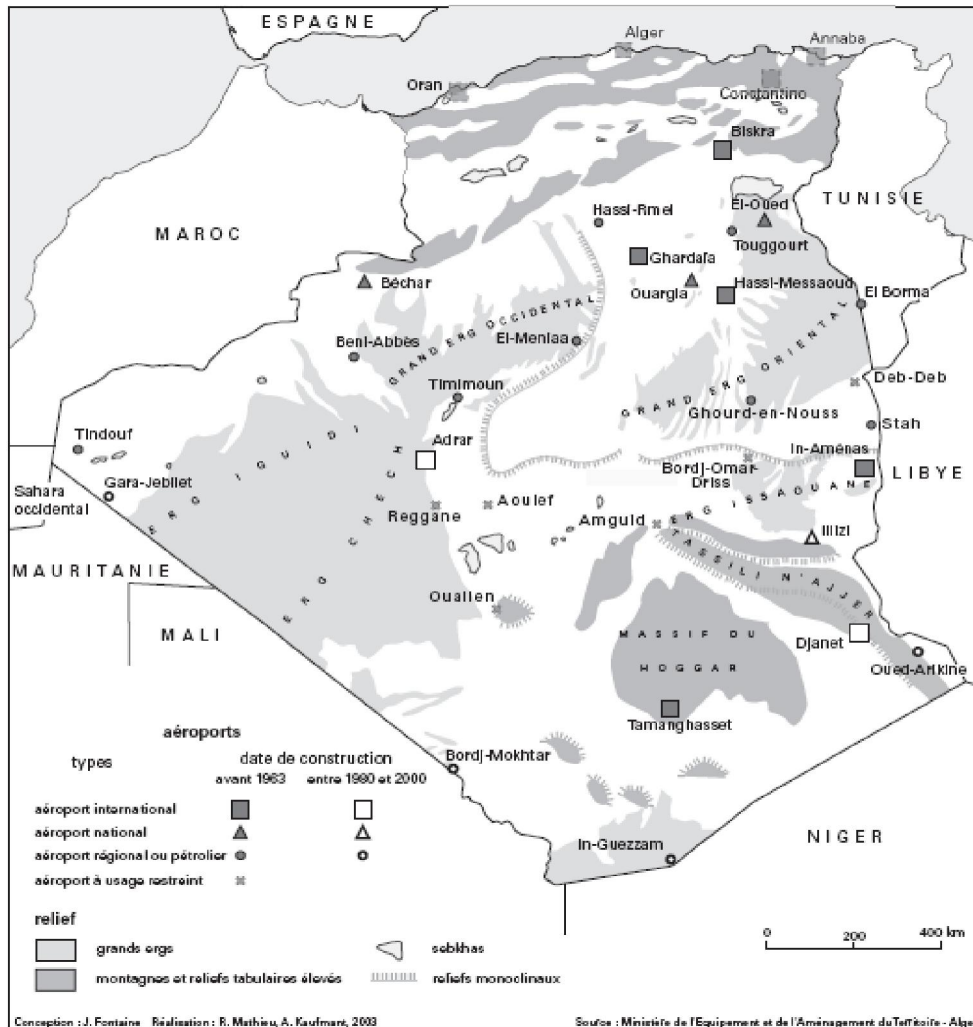 ESPAGNE
Alger
Annaba
Oran
Constantine
Biskra
TUNISIE
El-Oued
Hassi-Rmel
MAROC
Touggourt
Ghardaïa
Béchar
Ouargla
Hassi-Messaoud
El Borma
GRAND ERG OCCIDENTAL
Beni-Abbès
El-Meniaa
GRAND ERG ORIENTAL
Deb-Deb
Timimoun
Ghourd-en-Nouss
Stah
Tindouf
ERG IGUIDI
Adrar
In-Aménas
Bordj-Omar-
Driss
LIBYE
Sahara
occidental
Gara-Jebilet
ERG CHECH
Reggane
Aoulef
Amguid
ERG ISSAOUANE
Illizi
MAURITANIE
TASSILI N'AJJER
Ouallen
MALI
MASSIF DU
HOGGAR
Djanet
Oued-Arikine
Tamanghasset
aéroports
types
date de construction
avant 1963
entre 1980 et 2000
Bordj-Mokhtar
aéroport international
aéroport national
NIGER
aéroport régional ou pétrolier
In-Guezzam
aéroport à usage restreint
relief
grands ergs
sebkhas
0 200 400 km
montagnes et reliefs tabulaires élevés
reliefs monoclinaux
Conception : J. Fontaine Réalisation : R. Mathieu, A. Kaufmant, 2003
Source : Ministère de l'Equipement et de l'Aménagement du Territoire - Alge